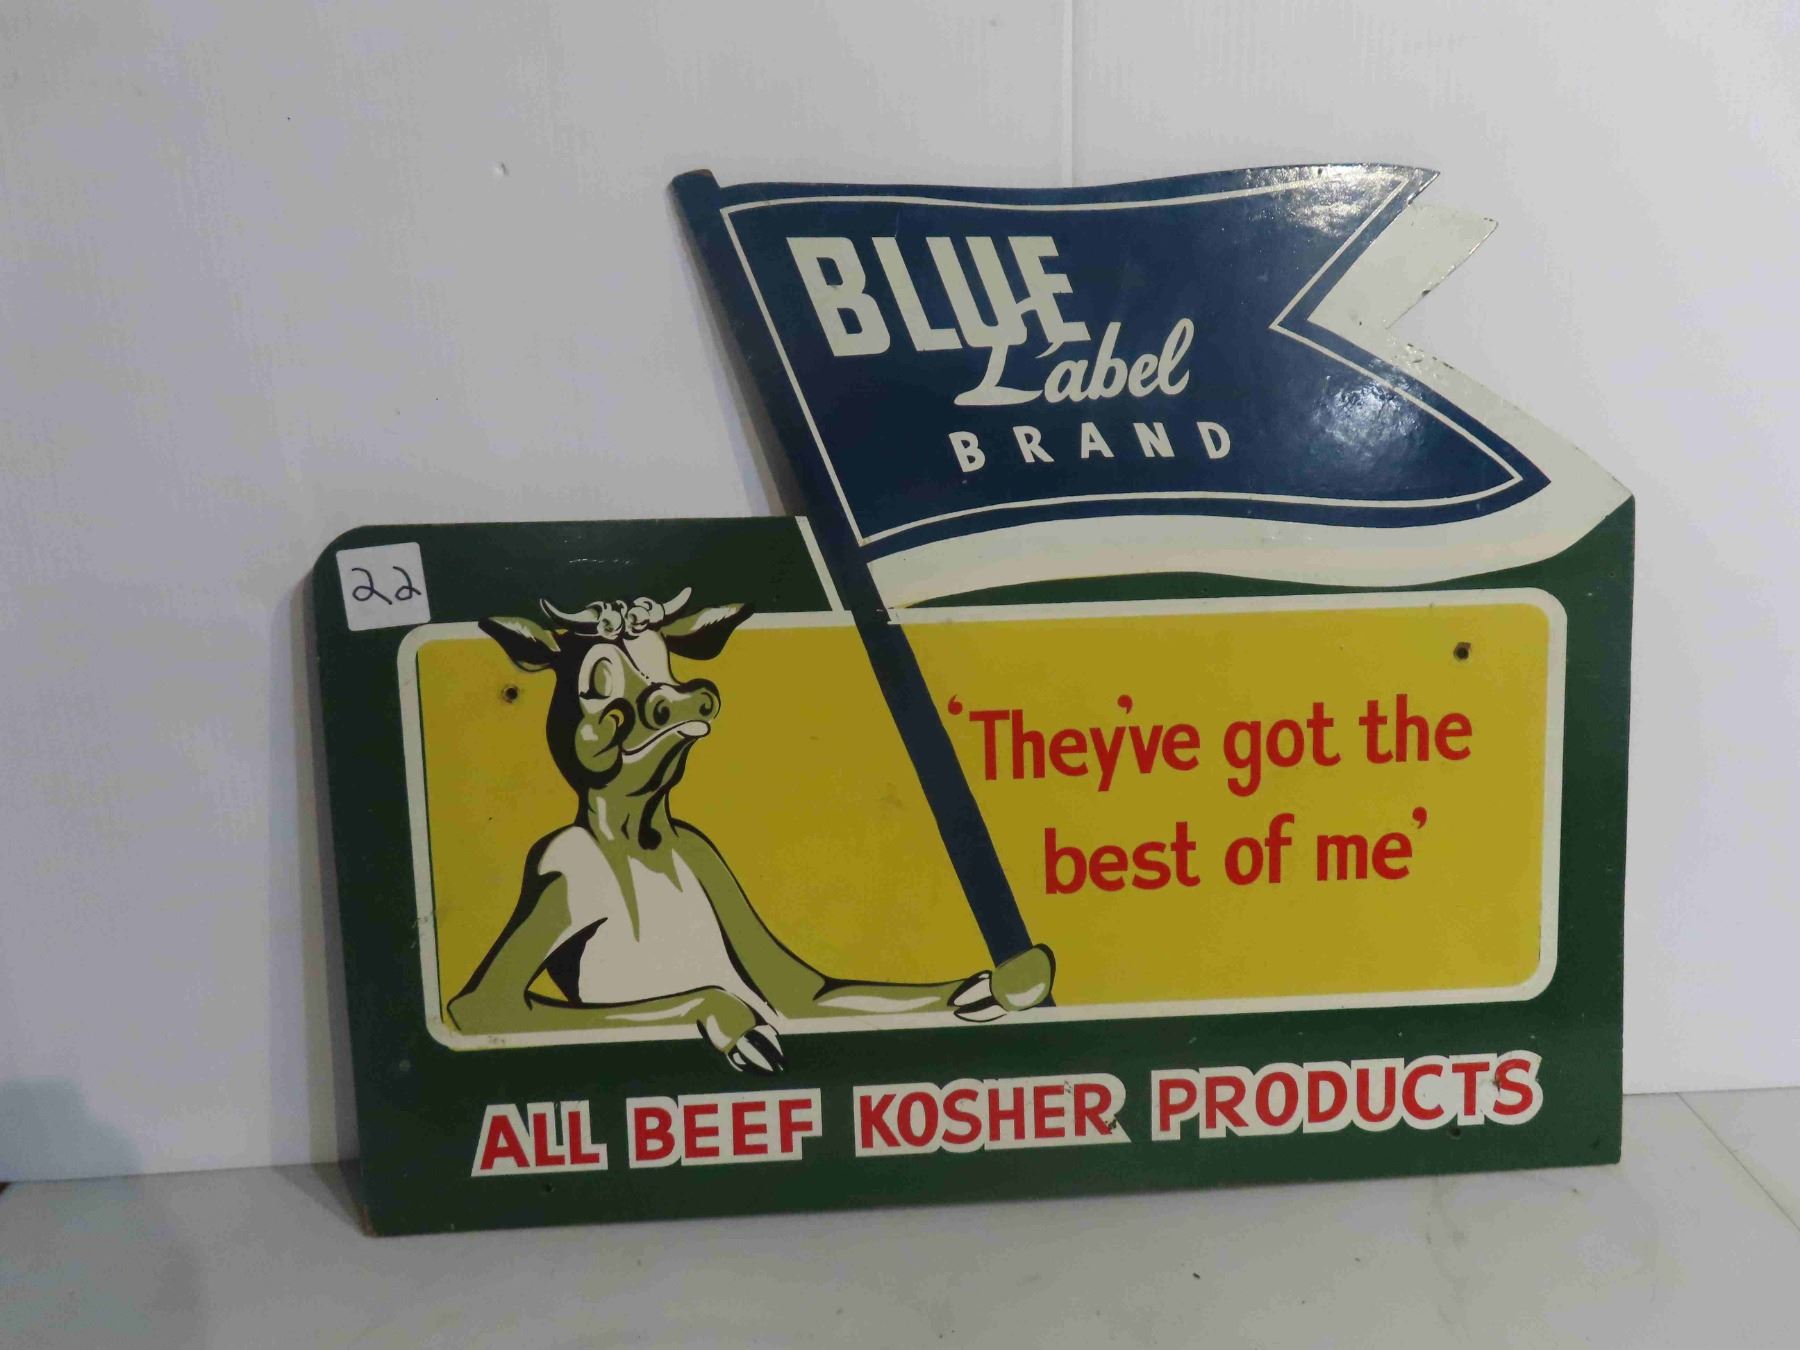 BLUE
Label
BRAND
22
‘They’ve got the
best of me’
ALL BEEF KOSHER PRODUCTS